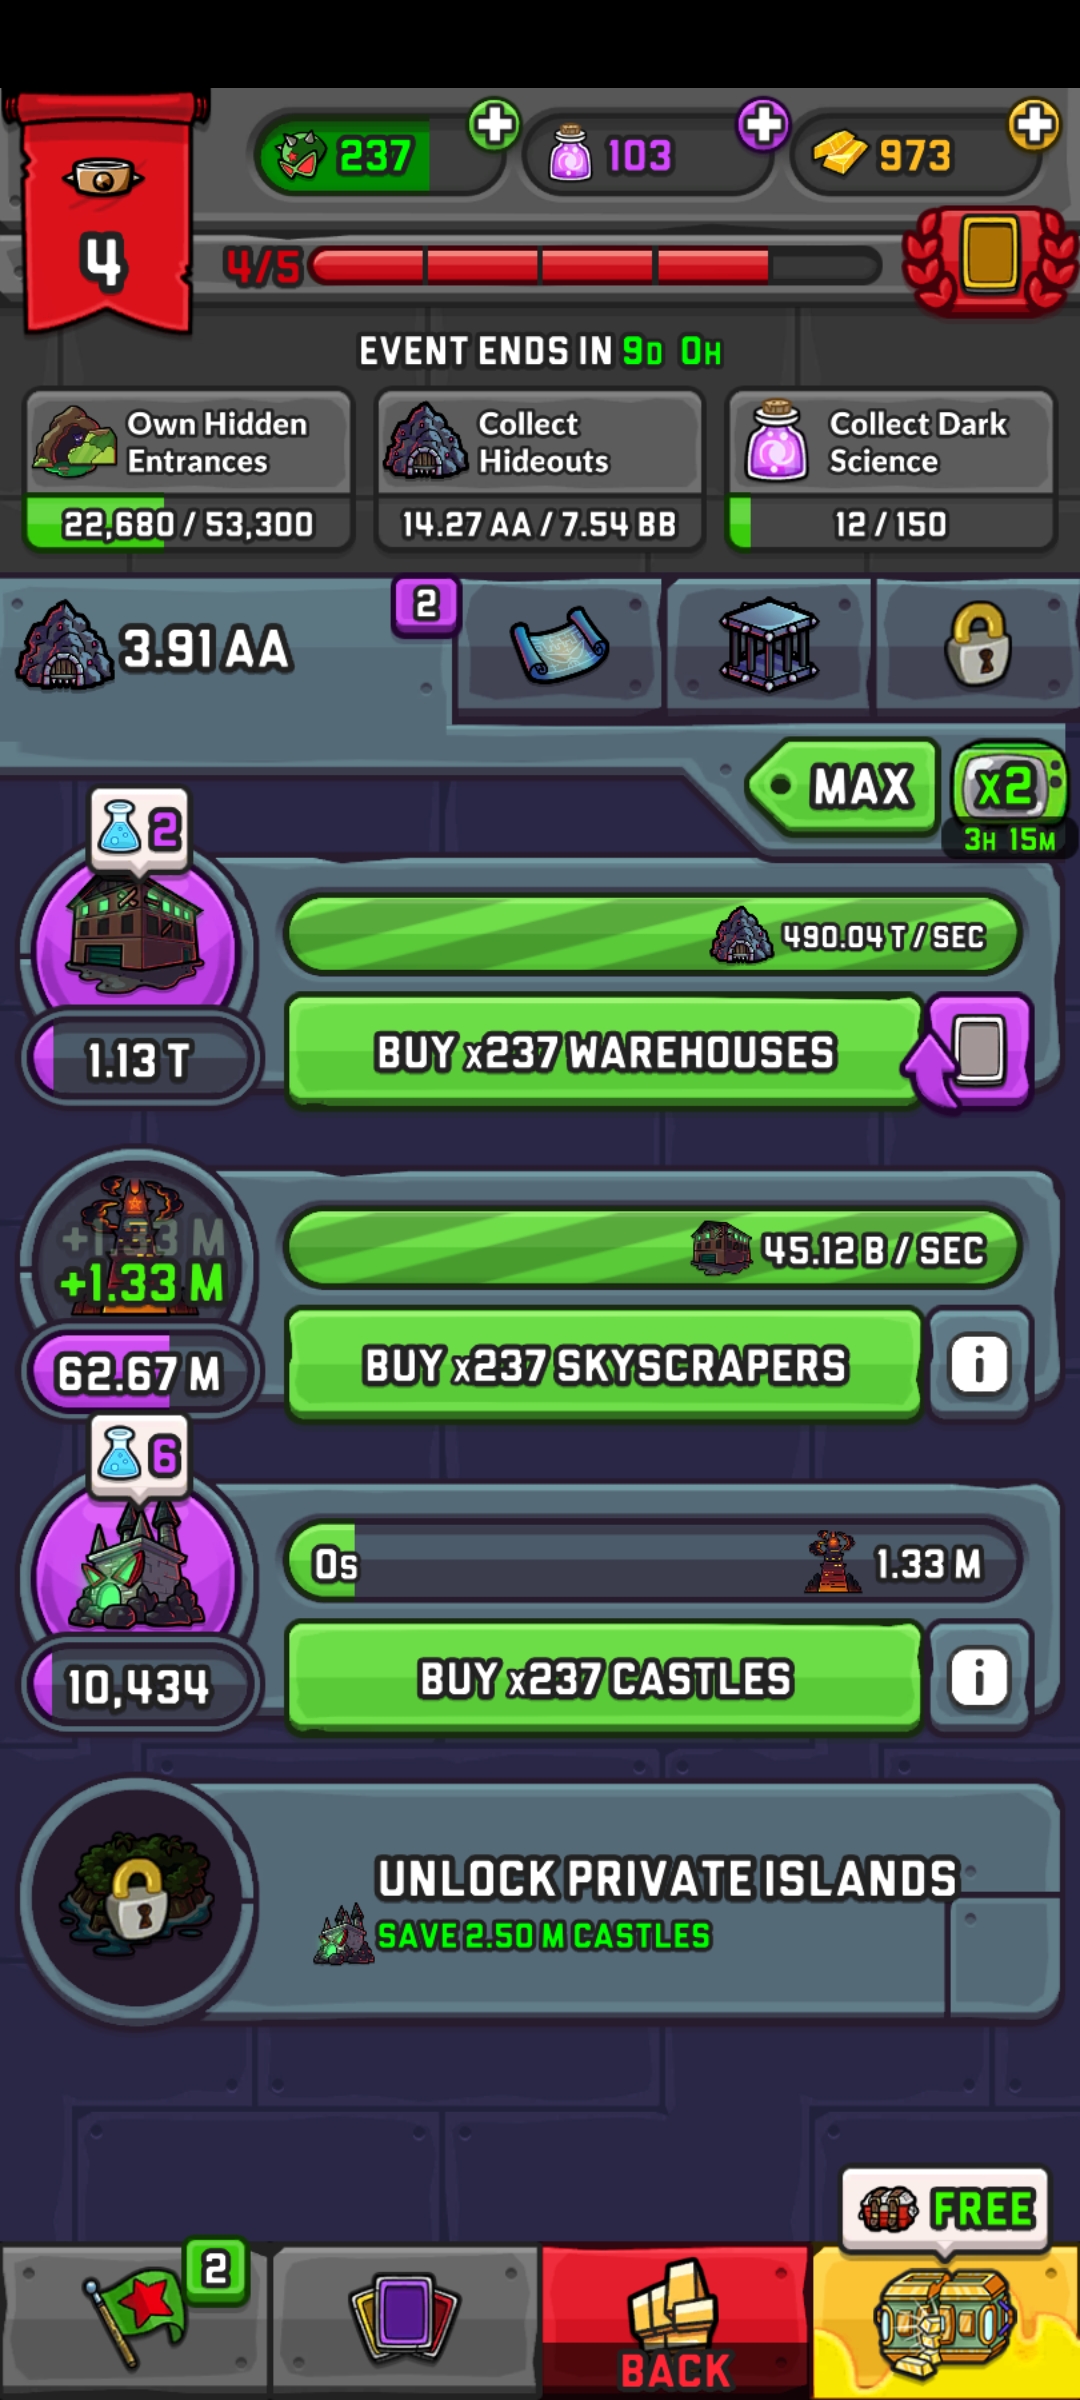 237
103
973
4
4/5
EVENT ENDS IN 9D 0H
Own Hidden
Entrances
22,680 / 53,300
Collect
Hideouts
14.27 AA / 7.54 BB
Collect Dark
Science
12 / 150
3.91 AA
2
MAX
x2
3H 15M
2
490.04 T / SEC
1.13 T
BUY x237 WAREHOUSES
+1.33 M
+1.33 M
45.12 B / SEC
62.67 M
BUY x237 SKYSCRAPERS
i
6
0s
1.33 M
10,434
BUY x237 CASTLES
i
UNLOCK PRIVATE ISLANDS
SAVE 2.50 M CASTLES
FREE
2
BACK